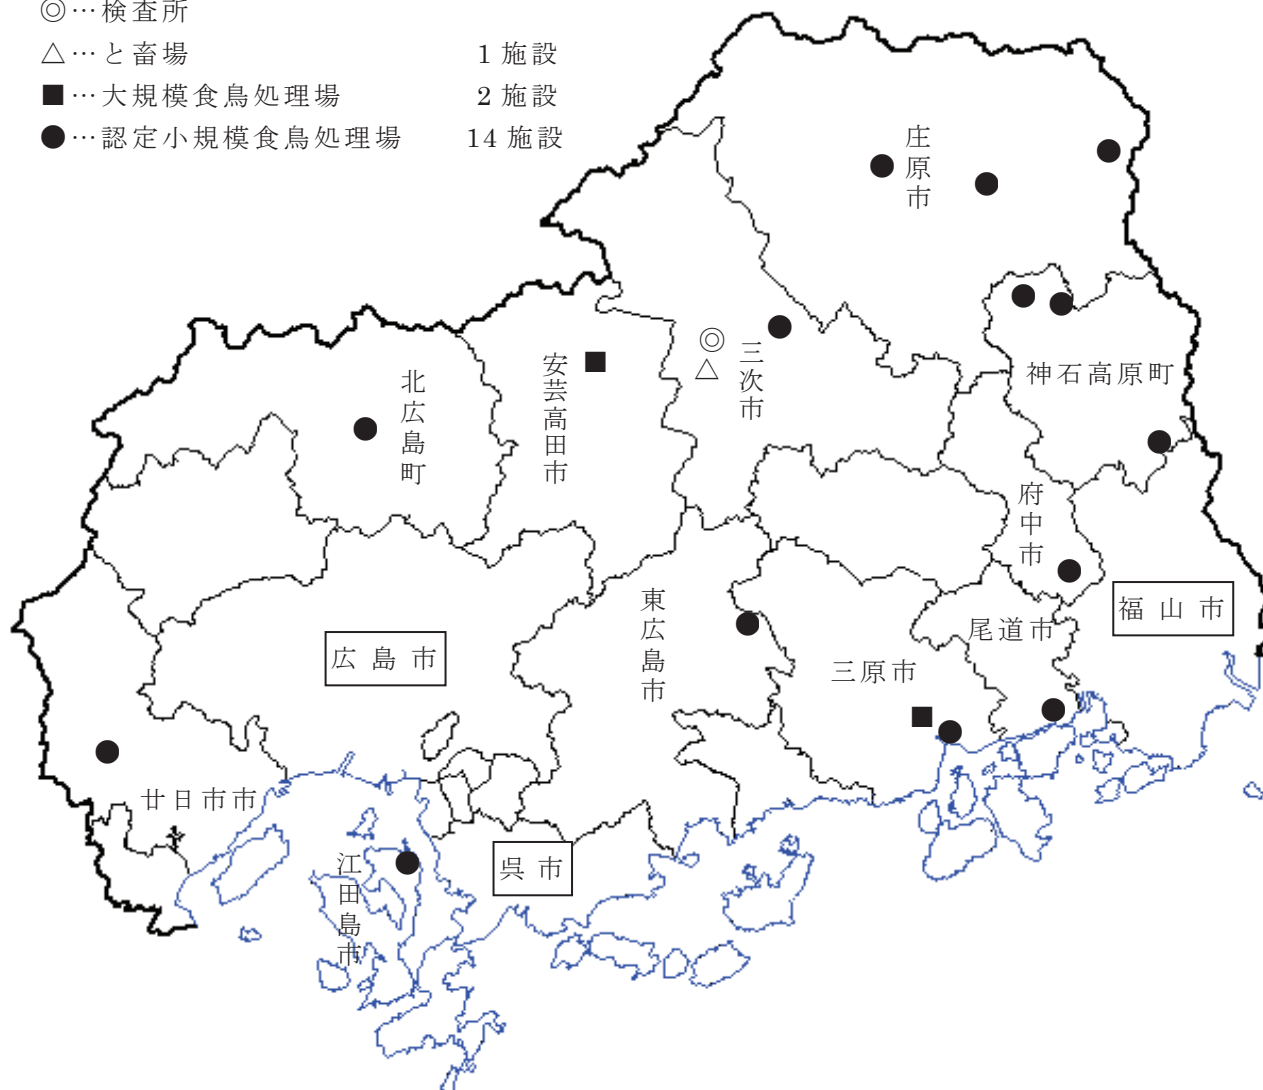 ◎…検査所
△…と畜場 1 施設
■…大規模食鳥処理場 2 施設
●…認定小規模食鳥処理場 14 施設
庄原市
三次市
神石高原町
安芸高田市
北広島町
府中市
福山市
尾道市
東広島市
三原市
広島市
廿日市市
呉市
江田島市